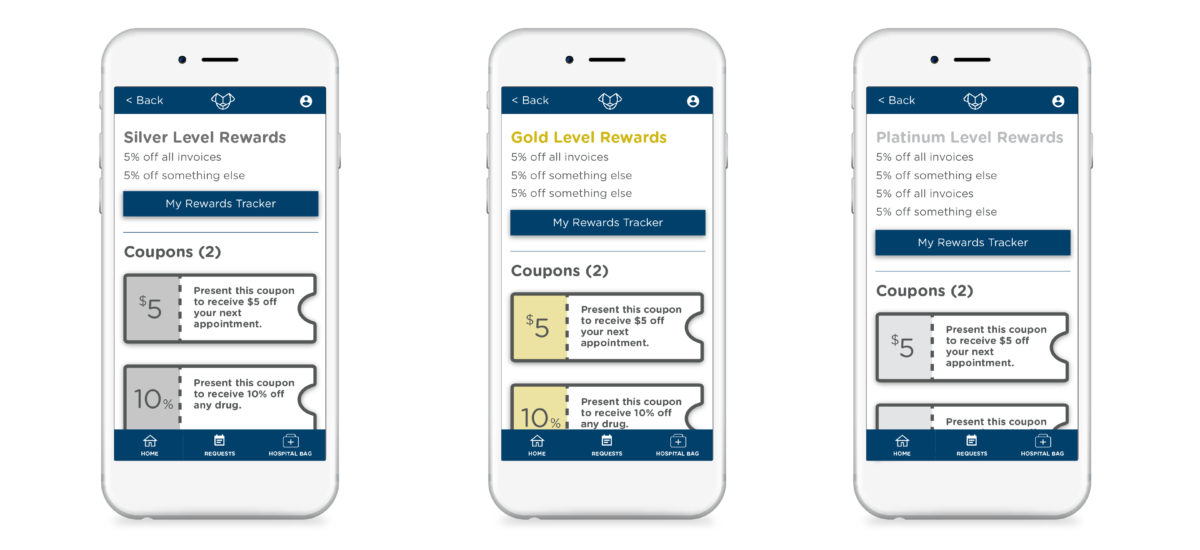 < Back
Silver Level Rewards
5% off all invoices
5% off something else
My Rewards Tracker
Coupons (2)
$5
Present this coupon
to receive $5 off
your next
appointment.
10%
Present this coupon
to receive 10% off
any drug.
HOME
REQUESTS
HOSPITAL BAG
< Back
Gold Level Rewards
5% off all invoices
5% off something else
5% off something else
My Rewards Tracker
Coupons (2)
$5
Present this coupon
to receive $5 off
your next
appointment.
10%
Present this coupon
to receive 10% off
any drug.
HOME
REQUESTS
HOSPITAL BAG
< Back
Platinum Level Rewards
5% off all invoices
5% off something else
5% off all invoices
5% off something else
My Rewards Tracker
Coupons (2)
$5
Present this coupon
to receive $5 off
your next
appointment.
Present this coupon
HOME
REQUESTS
HOSPITAL BAG